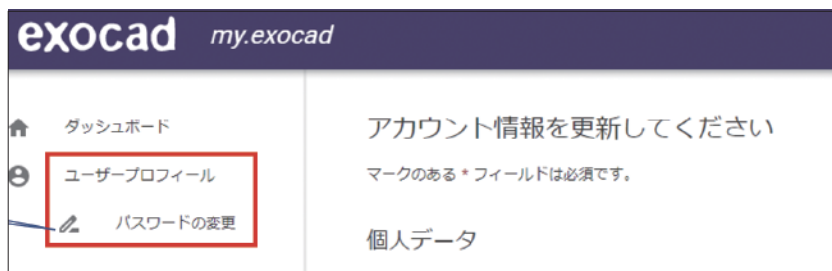 exocad my.exocad
ダッシュボード
ユーザープロフィール
パスワードの変更
アカウント情報を更新してください
マークのある * フィールドは必須です。
個人データ